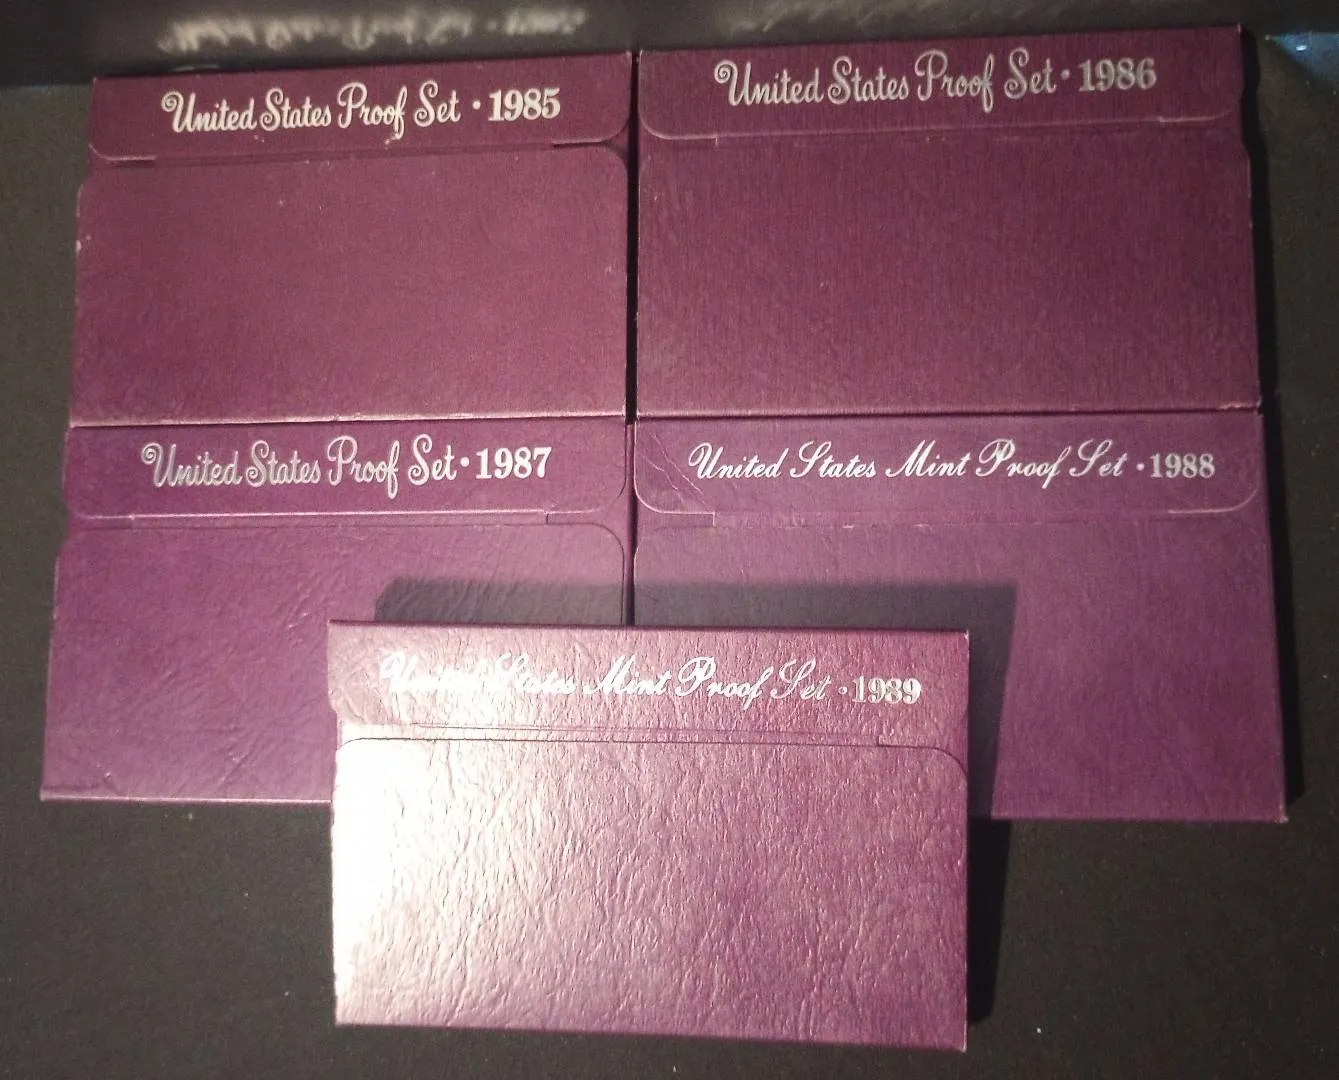 United States Proof Set · 1985
United States Proof Set · 1986
United States Proof Set · 1987
United States Mint Proof Set · 1988
United States Mint Proof Set · 1989